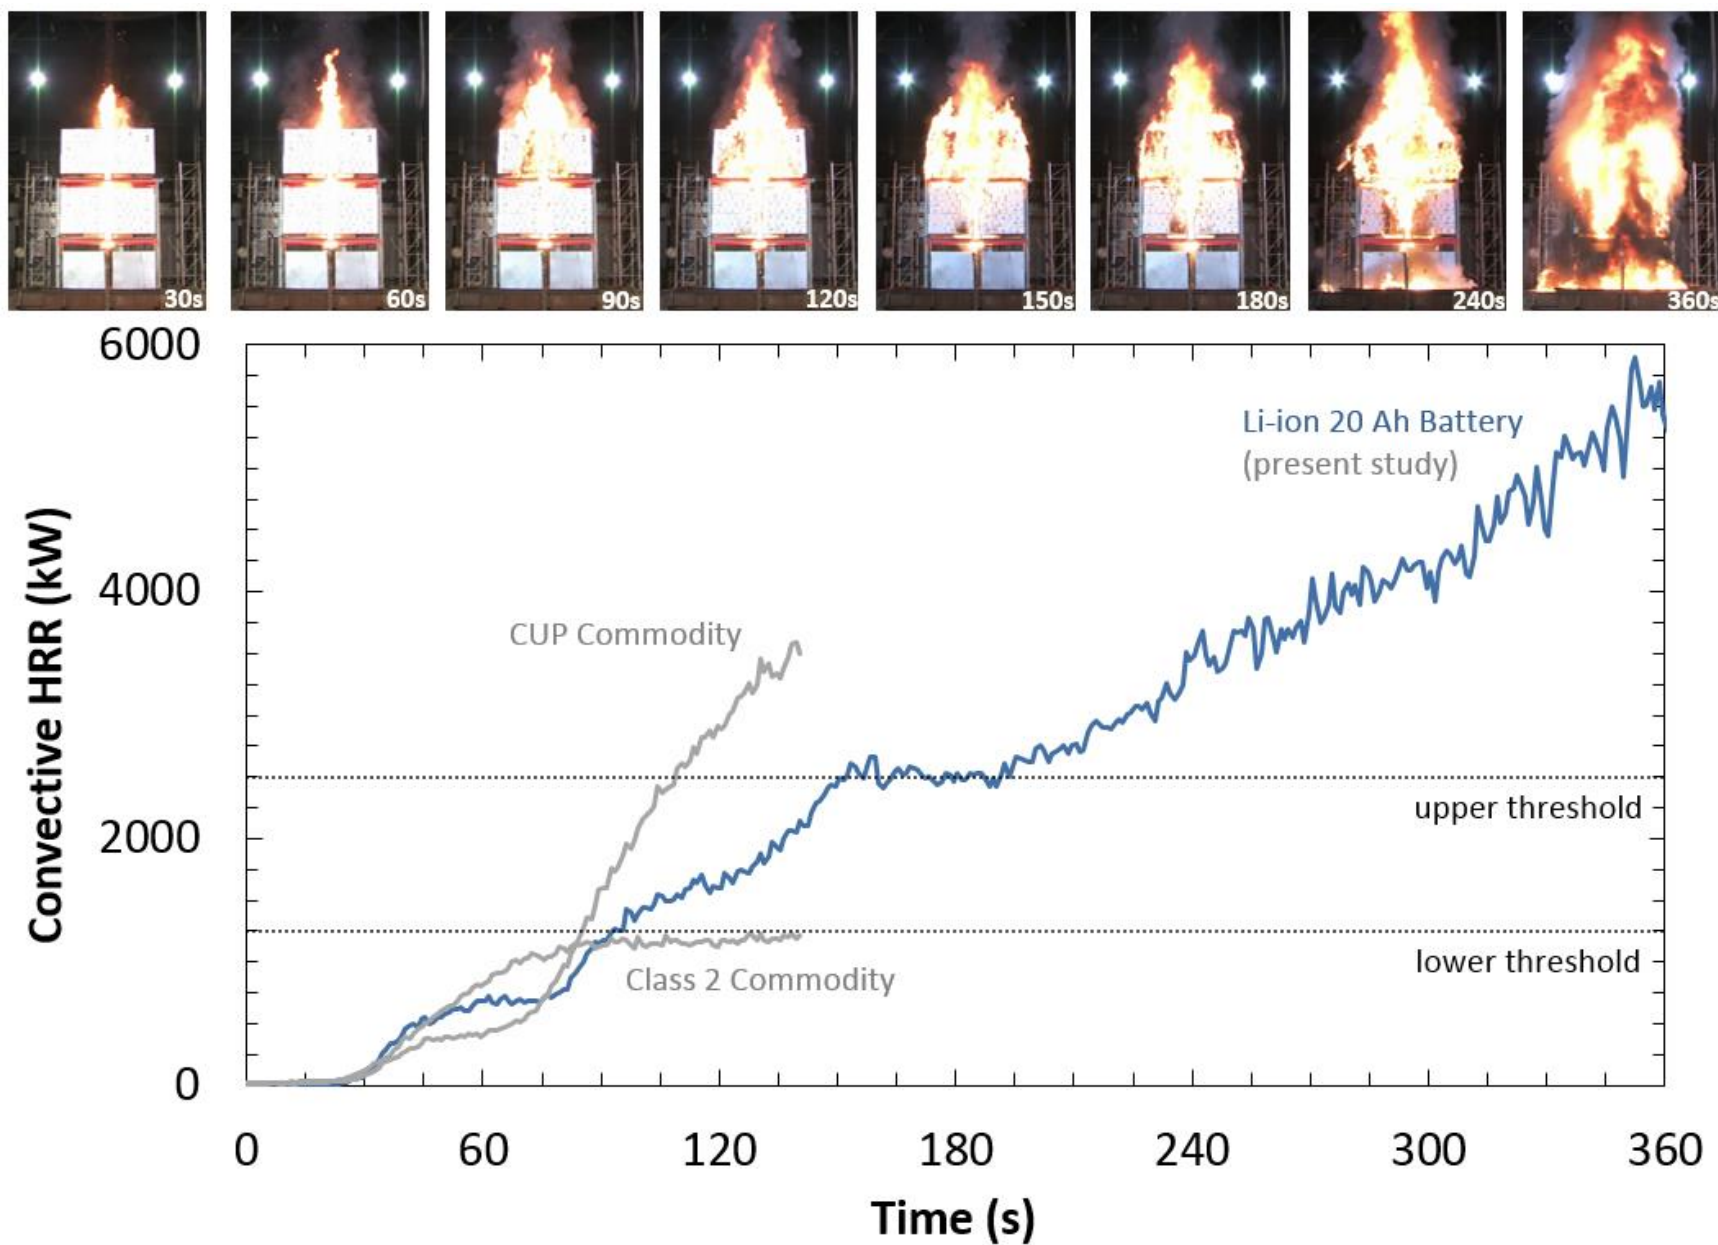 30s 60s 90s 120s 150s 180s 240s 360s
6000
Li-ion 20 Ah Battery
(present study)
4000
CUP Commodity
upper threshold
2000
lower threshold
Class 2 Commodity
0
Convective HRR (kW)
0 60 120 180 240 300 360
Time (s)